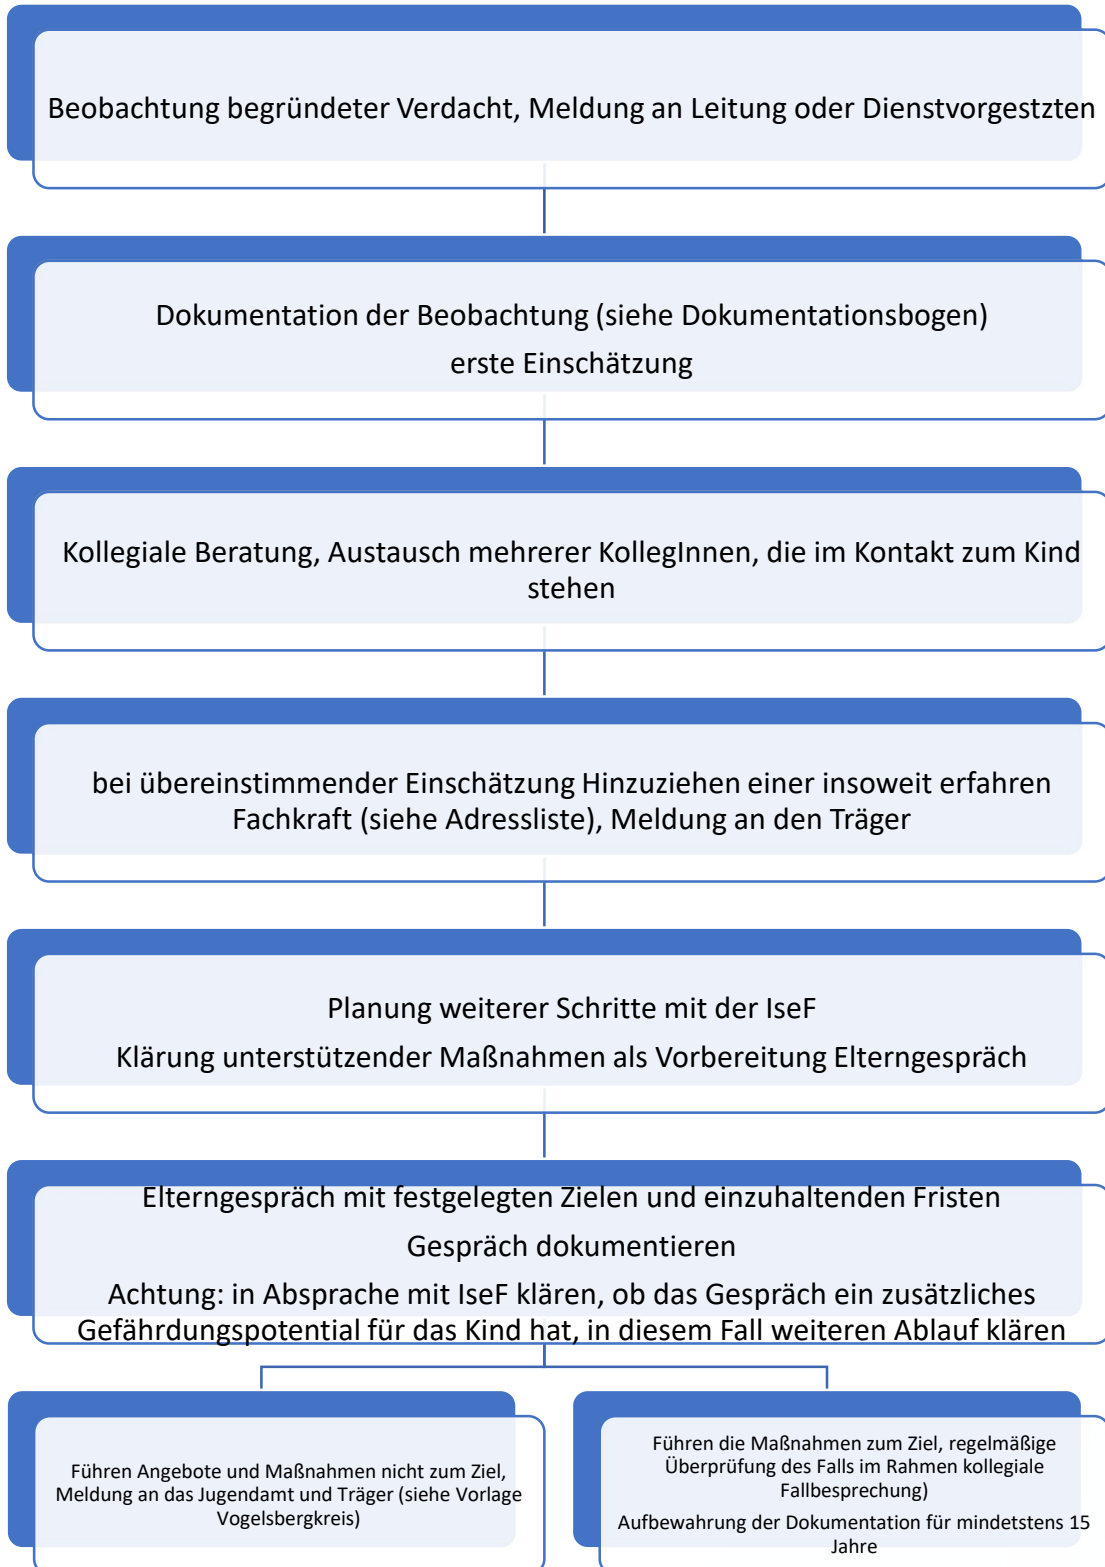 Beobachtung begründeter Verdacht, Meldung an Leitung oder Dienstvorgestzten
Dokumentation der Beobachtung (siehe Dokumentationsbogen)
erste Einschätzung
Kollegiale Beratung, Austausch mehrerer KollegInnen, die im Kontakt zum Kind
stehen
bei übereinstimmender Einschätzung Hinzuziehen einer insoweit erfahren
Fachkraft (siehe Adressliste), Meldung an den Träger
Planung weiterer Schritte mit der IseF
Klärung unterstützender Maßnahmen als Vorbereitung Elterngespräch
Elterngespräch mit festgelegten Zielen und einzuhaltenden Fristen
Gespräch dokumentieren
Achtung: in Absprache mit IseF klären, ob das Gespräch ein zusätzliches
Gefährdungspotential für das Kind hat, in diesem Fall weiteren Ablauf klären
Führen Angebote und Maßnahmen nicht zum Ziel,
Meldung an das Jugendamt und Träger (siehe Vorlage
Vogelsbergkreis)
Führen die Maßnahmen zum Ziel, regelmäßige
Überprüfung des Falls im Rahmen kollegiale
Fallbesprechung)
Aufbewahrung der Dokumentation für mindetstens 15
Jahre